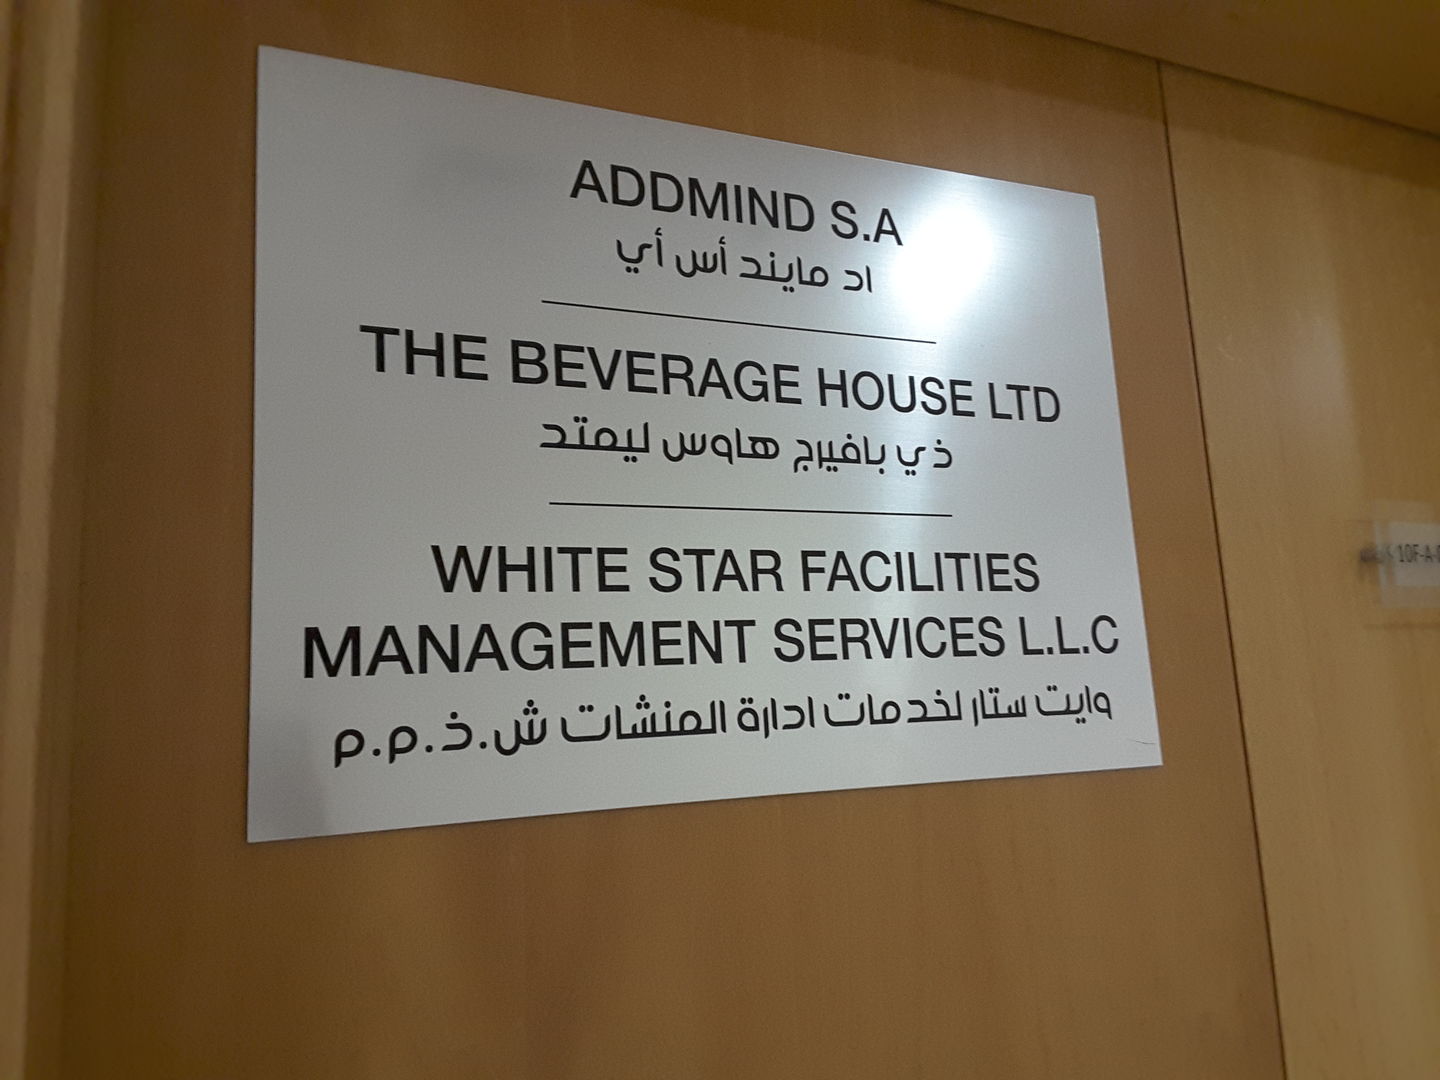 ADDMIND S.A
اد مايند أس أي
THE BEVERAGE HOUSE LTD
ذي بافيرج هاوس ليمتد
WHITE STAR FACILITIES
MANAGEMENT SERVICES L.L.C
وايت ستار لخدمات ادارة المنشات ش.خ.م.م
10F-A-